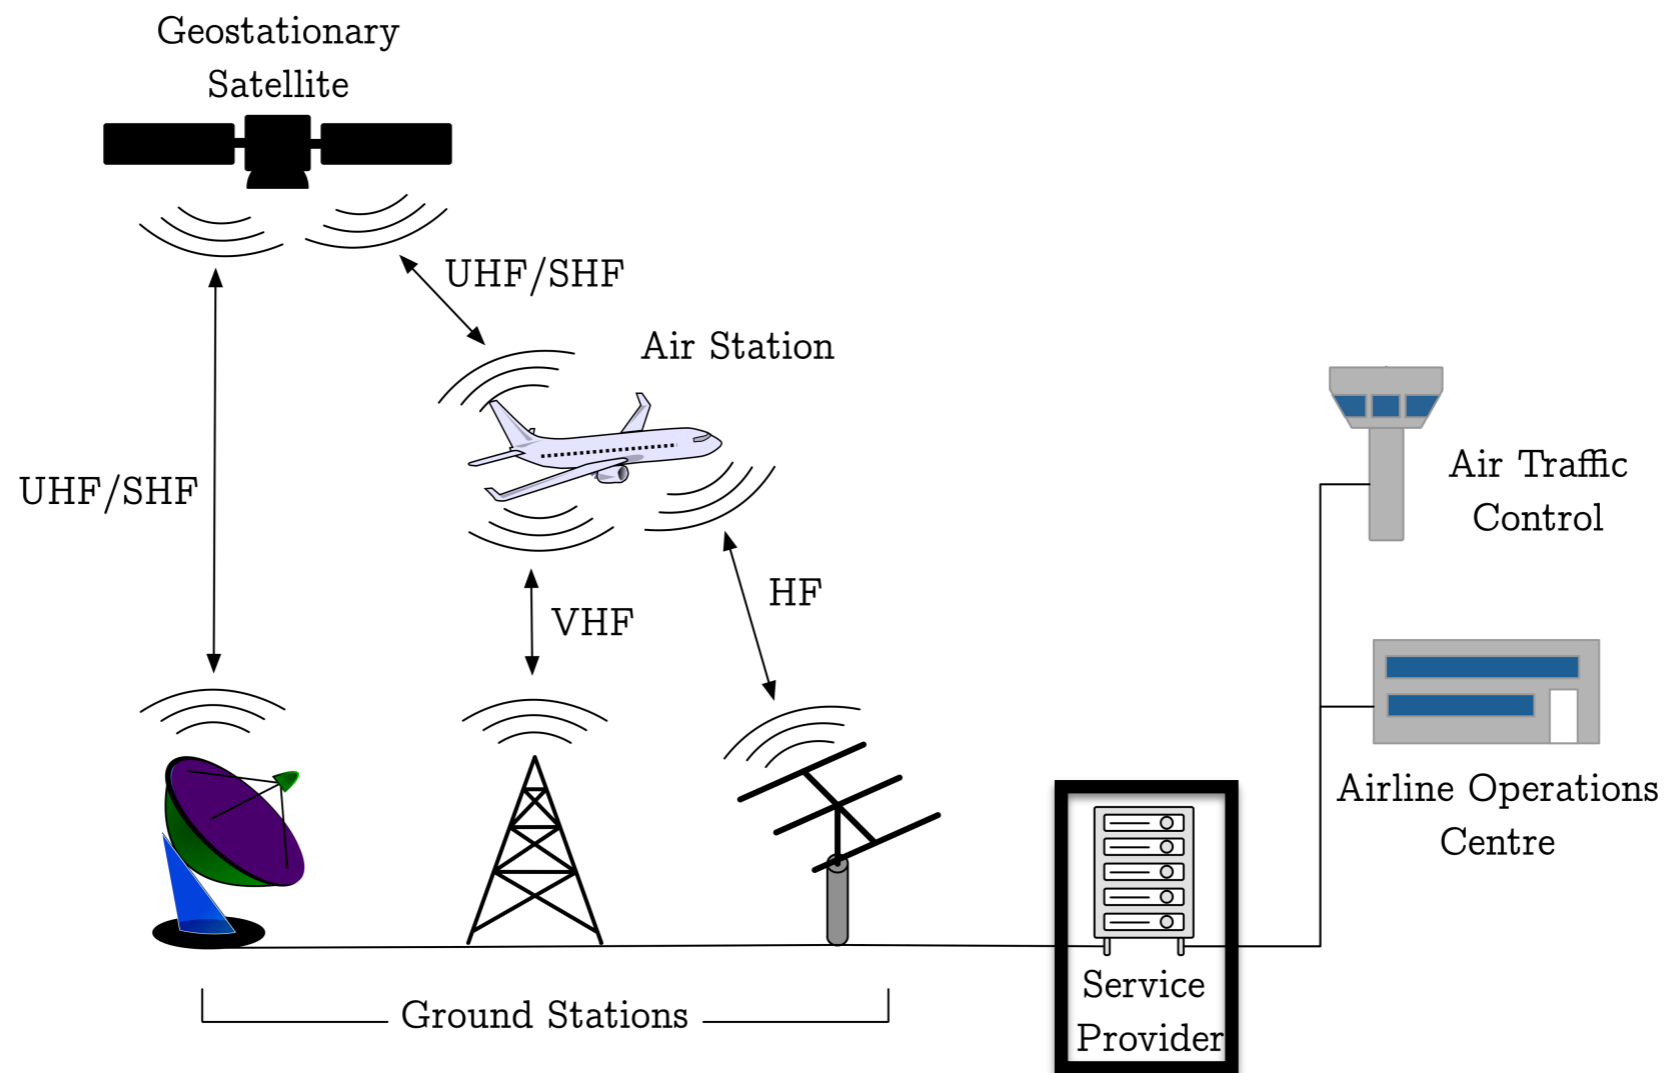 Geostationary
Satellite
UHF/SHF
Air Station
UHF/SHF
HF
VHF
Air Traffic
Control
Airline Operations
Centre
Service
Provider
Ground Stations